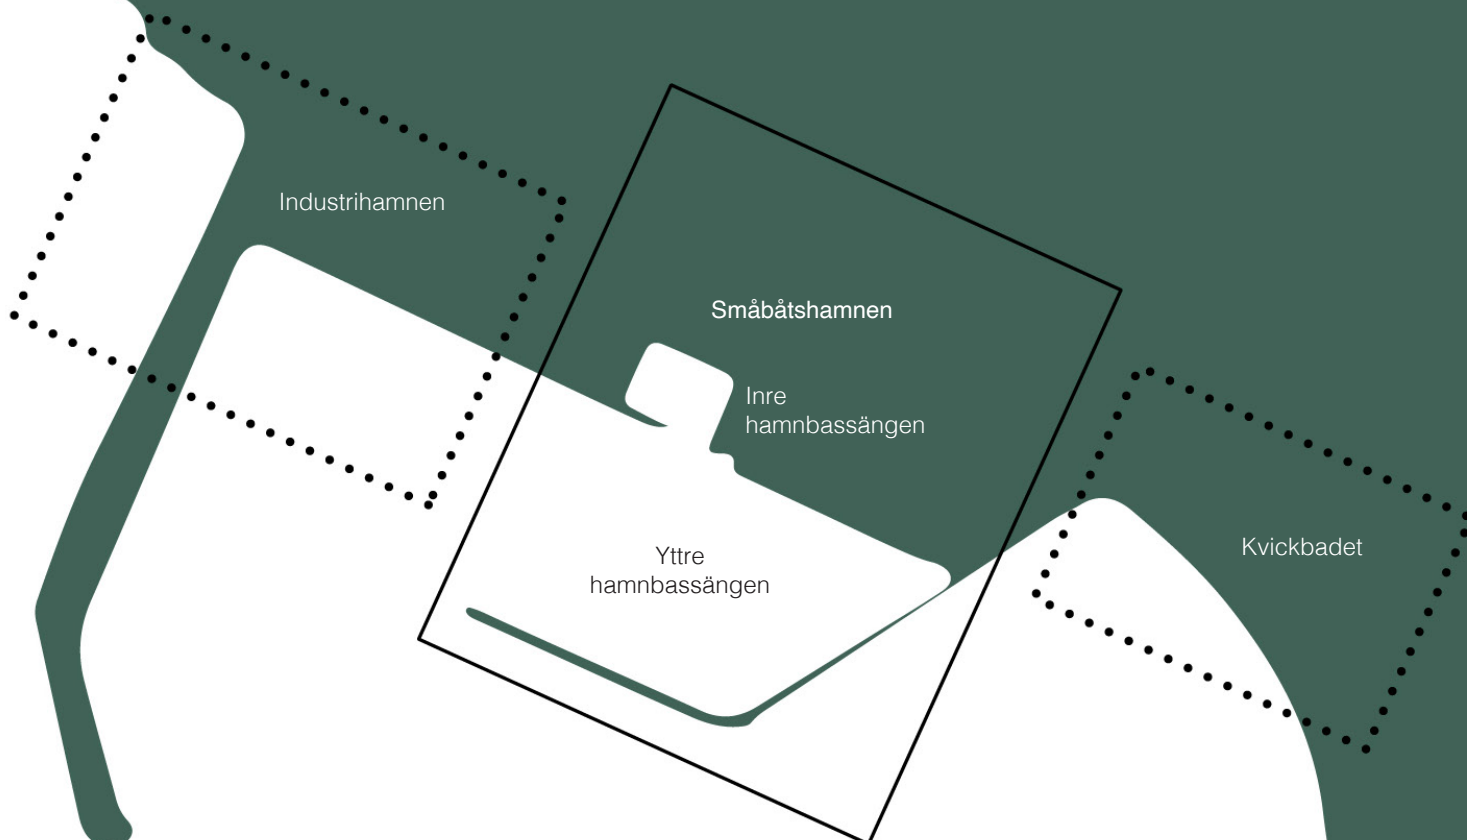 Industrihamnen
Småbåtshamnen
Inre
hamnbassängen
Yttre
hamnbassängen
Kvickbadet